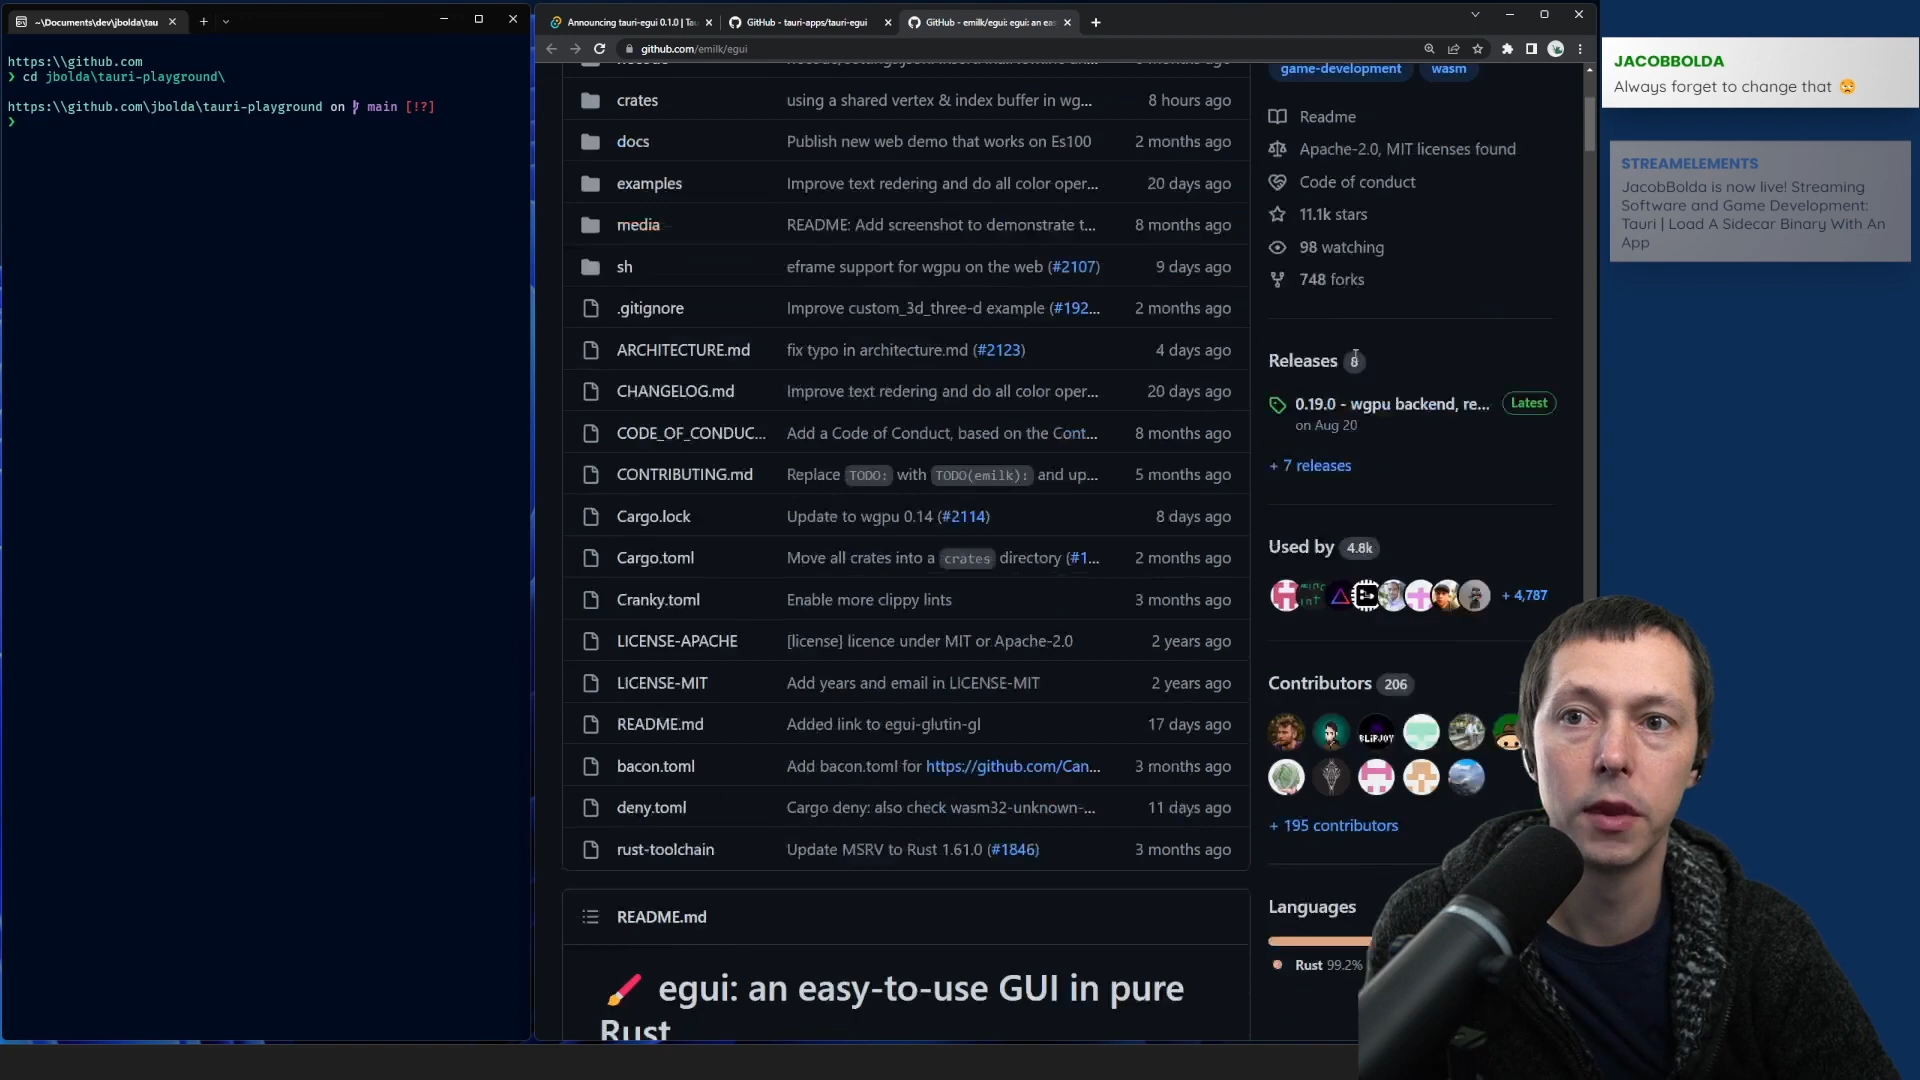 ~\Documents\dev\jbolda\tau
https:\\github.com
❯ cd jbolda\tauri-playground\
https:\\github.com\jbolda\tauri-playground on main [!?]
❯
Announcing tauri-egui 0.1.0 | Ta
GitHub - tauri-apps/tauri-egui
GitHub - emilk/egui: egui: an ea
github.com/emilk/egui
crates using a shared vertex & index buffer in wg... 8 hours ago
docs Publish new web demo that works on Es100 2 months ago
examples Improve text redering and do all color oper... 20 days ago
media README: Add screenshot to demonstrate t... 8 months ago
sh eframe support for wgpu on the web (#2107) 9 days ago
.gitignore Improve custom_3d_three-d example (#192... 2 months ago
ARCHITECTURE.md fix typo in architecture.md (#2123) 4 days ago
CHANGELOG.md Improve text redering and do all color oper... 20 days ago
CODE_OF_CONDUC... Add a Code of Conduct, based on the Cont... 8 months ago
CONTRIBUTING.md Replace TODO: with TODO(emilk): and up... 5 months ago
Cargo.lock Update to wgpu 0.14 (#2114) 8 days ago
Cargo.toml Move all crates into a crates directory (#1... 2 months ago
Cranky.toml Enable more clippy lints 3 months ago
LICENSE-APACHE [license] licence under MIT or Apache-2.0 2 years ago
LICENSE-MIT Add years and email in LICENSE-MIT 2 years ago
README.md Added link to egui-glutin-gl 17 days ago
bacon.toml Add bacon.toml for https://github.com/Can... 3 months ago
deny.toml Cargo deny: also check wasm32-unknown-... 11 days ago
rust-toolchain Update MSRV to Rust 1.61.0 (#1846) 3 months ago
README.md
egui: an easy-to-use GUI in pure
Rust
game-development wasm
Readme
Apache-2.0, MIT licenses found
Code of conduct
11.1k stars
98 watching
748 forks
Releases 8
0.19.0 - wgpu backend, re... Latest
on Aug 20
+ 7 releases
Used by 4.8k
+ 4,787
Contributors 206
BLiPJOY
+ 195 contributors
Languages
Rust 99.2%
JACOBBOLDA
Always forget to change that 😣
STREAMELEMENTS
JacobBolda is now live! Streaming
Software and Game Development:
Tauri | Load A Sidecar Binary With An
App